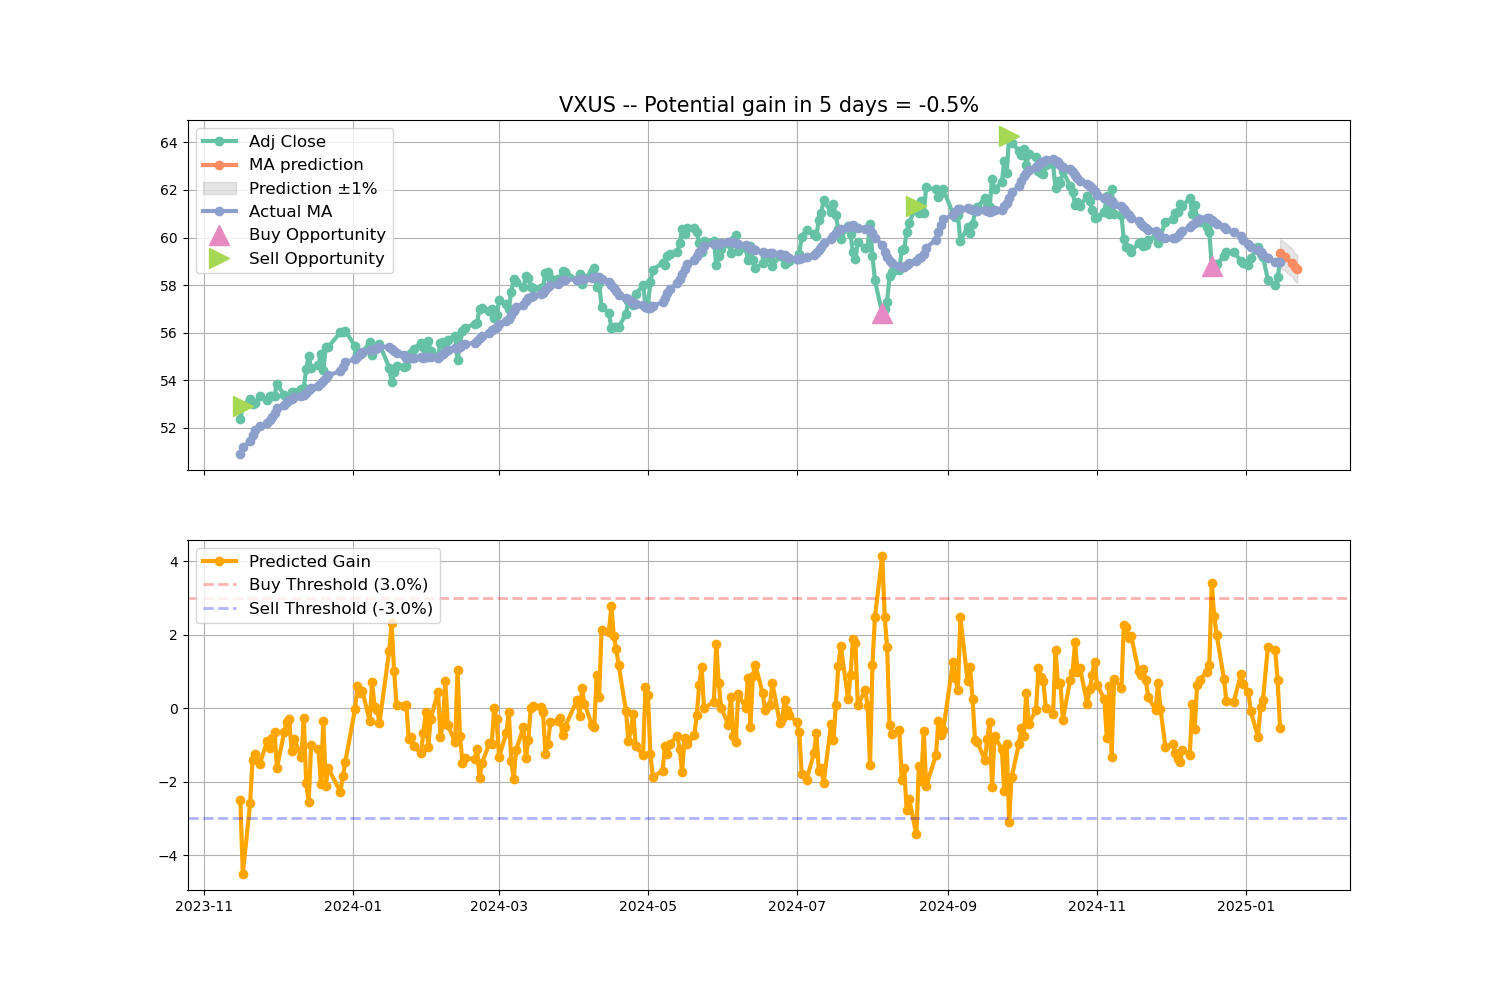 VXUS -- Potential gain in 5 days = -0.5%
64
62
60
58
56
54
52
Adj Close
MA prediction
Prediction ±1%
Actual MA
Buy Opportunity
Sell Opportunity
4
2
0
−2
−4
Predicted Gain
Buy Threshold (3.0%)
Sell Threshold (-3.0%)
2023-11
2024-01
2024-03
2024-05
2024-07
2024-09
2024-11
2025-01